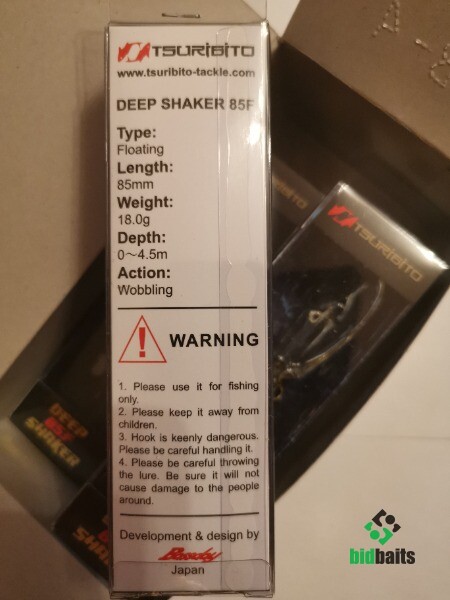 TSURIBITO
www.tsuribito-tackle.com
DEEP SHAKER 85F
Type:
Floating
Length:
85mm
Weight:
18.0g
Depth:
0～4.5m
Action:
Wobbling
WARNING
1. Please use it for fishing
only.
2. Please keep it away from
children.
3. Hook is keenly dangerous.
Please be careful handling it.
4. Please be careful throwing
the lure. Be sure it will not
cause damage to the people
around.
Development & design by
Japan
TSURIBITO
DEEP
85F
SHAKER
bidbaits